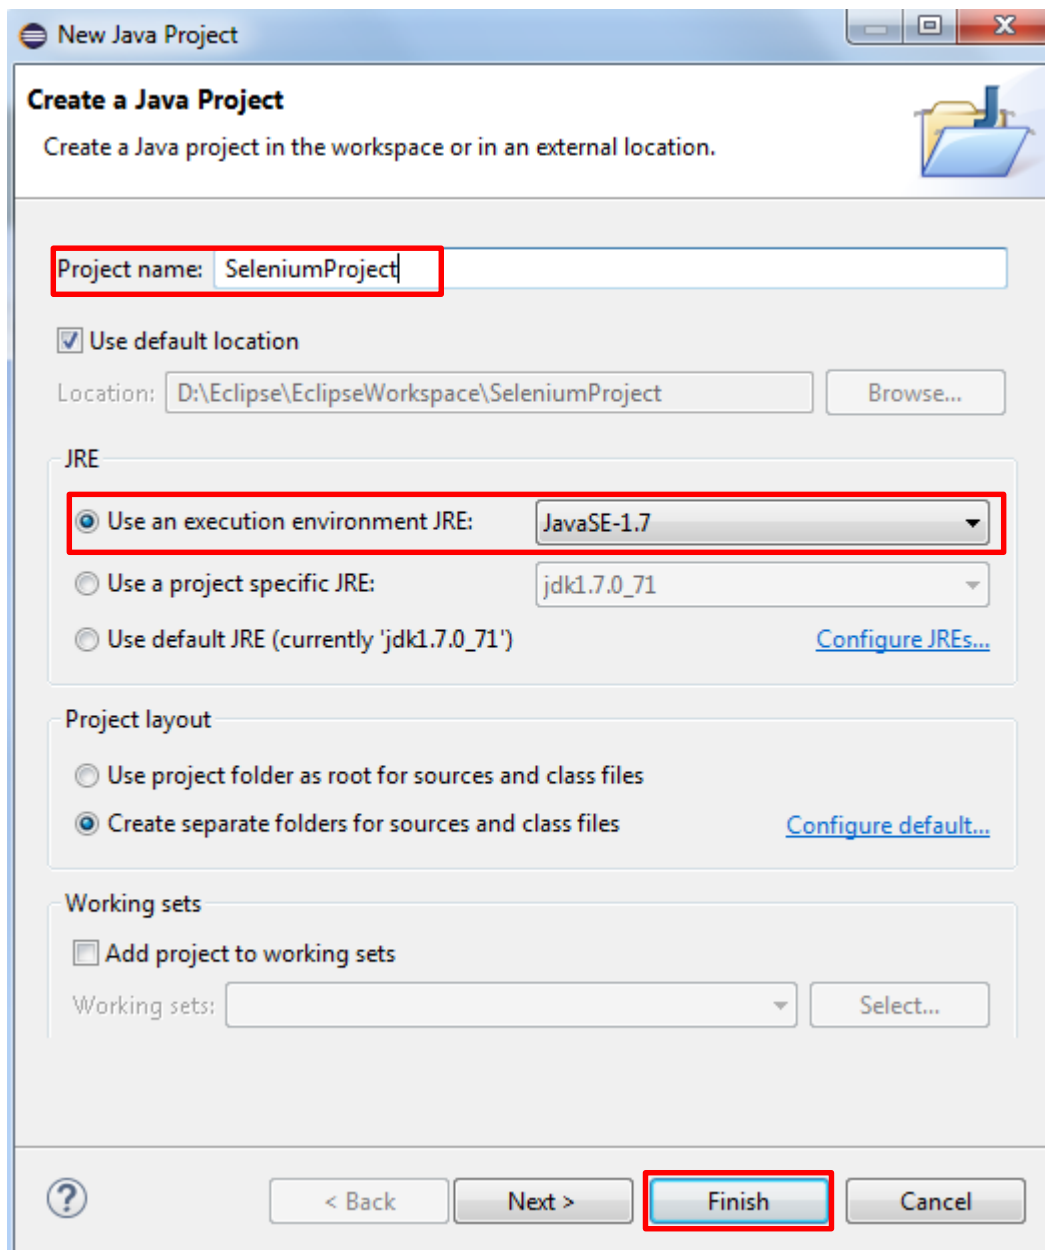 New Java Project
Create a Java Project
Create a Java project in the workspace or in an external location.
Project name: SeleniumProject
Use default location
Location: D:\Eclipse\EclipseWorkspace\SeleniumProject Browse...
JRE
Use an execution environment JRE: JavaSE-1.7
Use a project specific JRE: jdk1.7.0_71
Use default JRE (currently 'jdk1.7.0_71') Configure JREs...
Project layout
Use project folder as root for sources and class files
Create separate folders for sources and class files Configure default...
Working sets
Add project to working sets
Working sets: Select...
? < Back Next > Finish Cancel